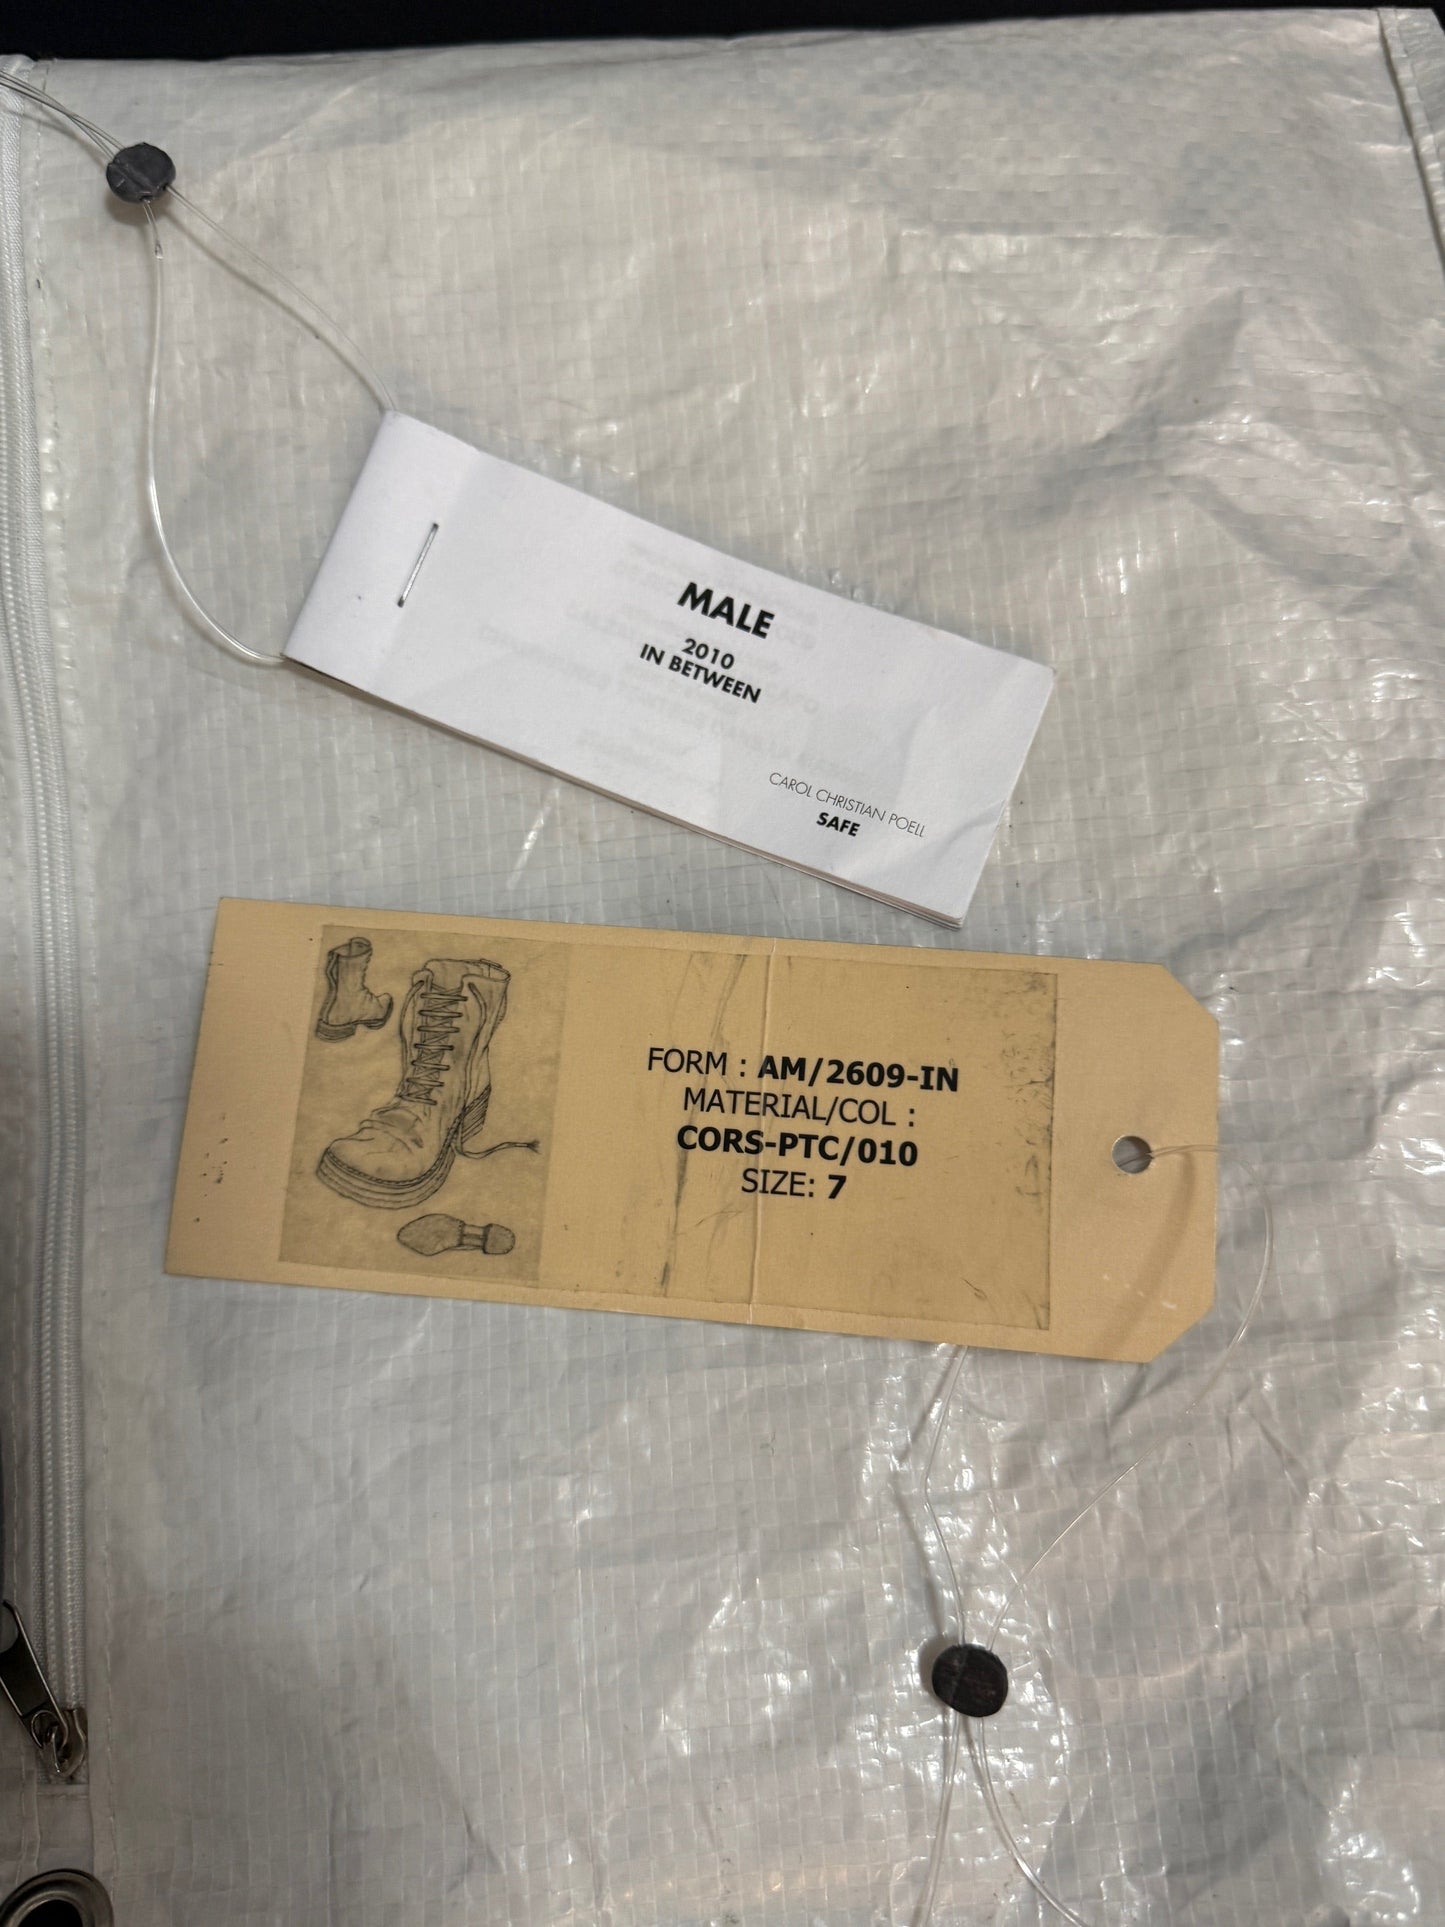 MALE
2010
IN BETWEEN
CAROL CHRISTIAN POELL
SAFE
FORM : AM/2609-IN
MATERIAL/COL :
CORS-PTC/010
SIZE: 7